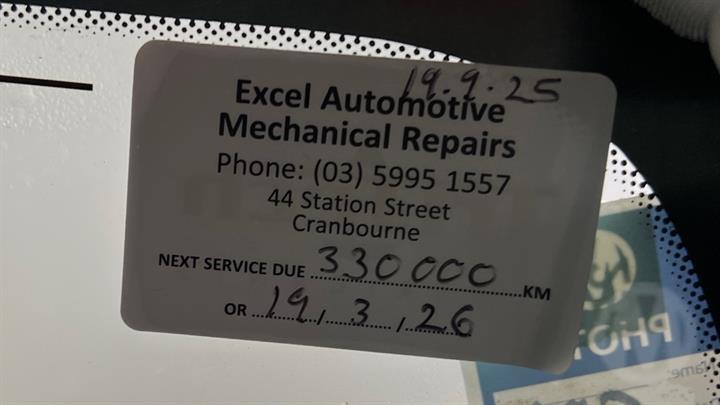 19.9.25
Excel Automotive
Mechanical Repairs
Phone: (03) 5995 1557
44 Station Street
Cranbourne
NEXT SERVICE DUE 330000 KM
OR 19/3/26